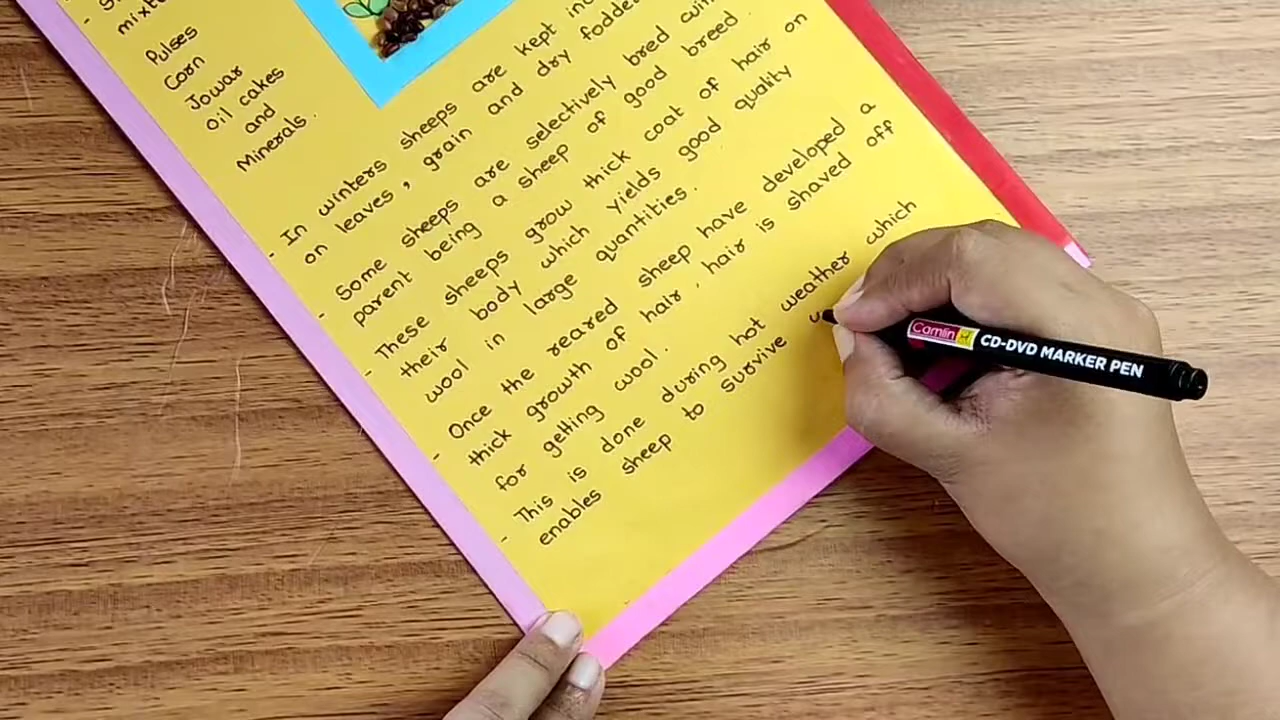 Pulses
Corn
Jowar
Oil cakes
and
Minerals.
- In winters sheeps are kept
on leaves, grain and dry
- Some sheeps are selectively bred
parent being a sheep of good breed
- These sheeps grow thick coat of hair on
their body which yields good quality
wool in large quantities.
- Once the reared sheep have developed a
thick growth of hair, hair is shaved off
for getting wool.
- This is done during hot weather which
enables sheep to survive
Camlin CD-DVD MARKER PEN